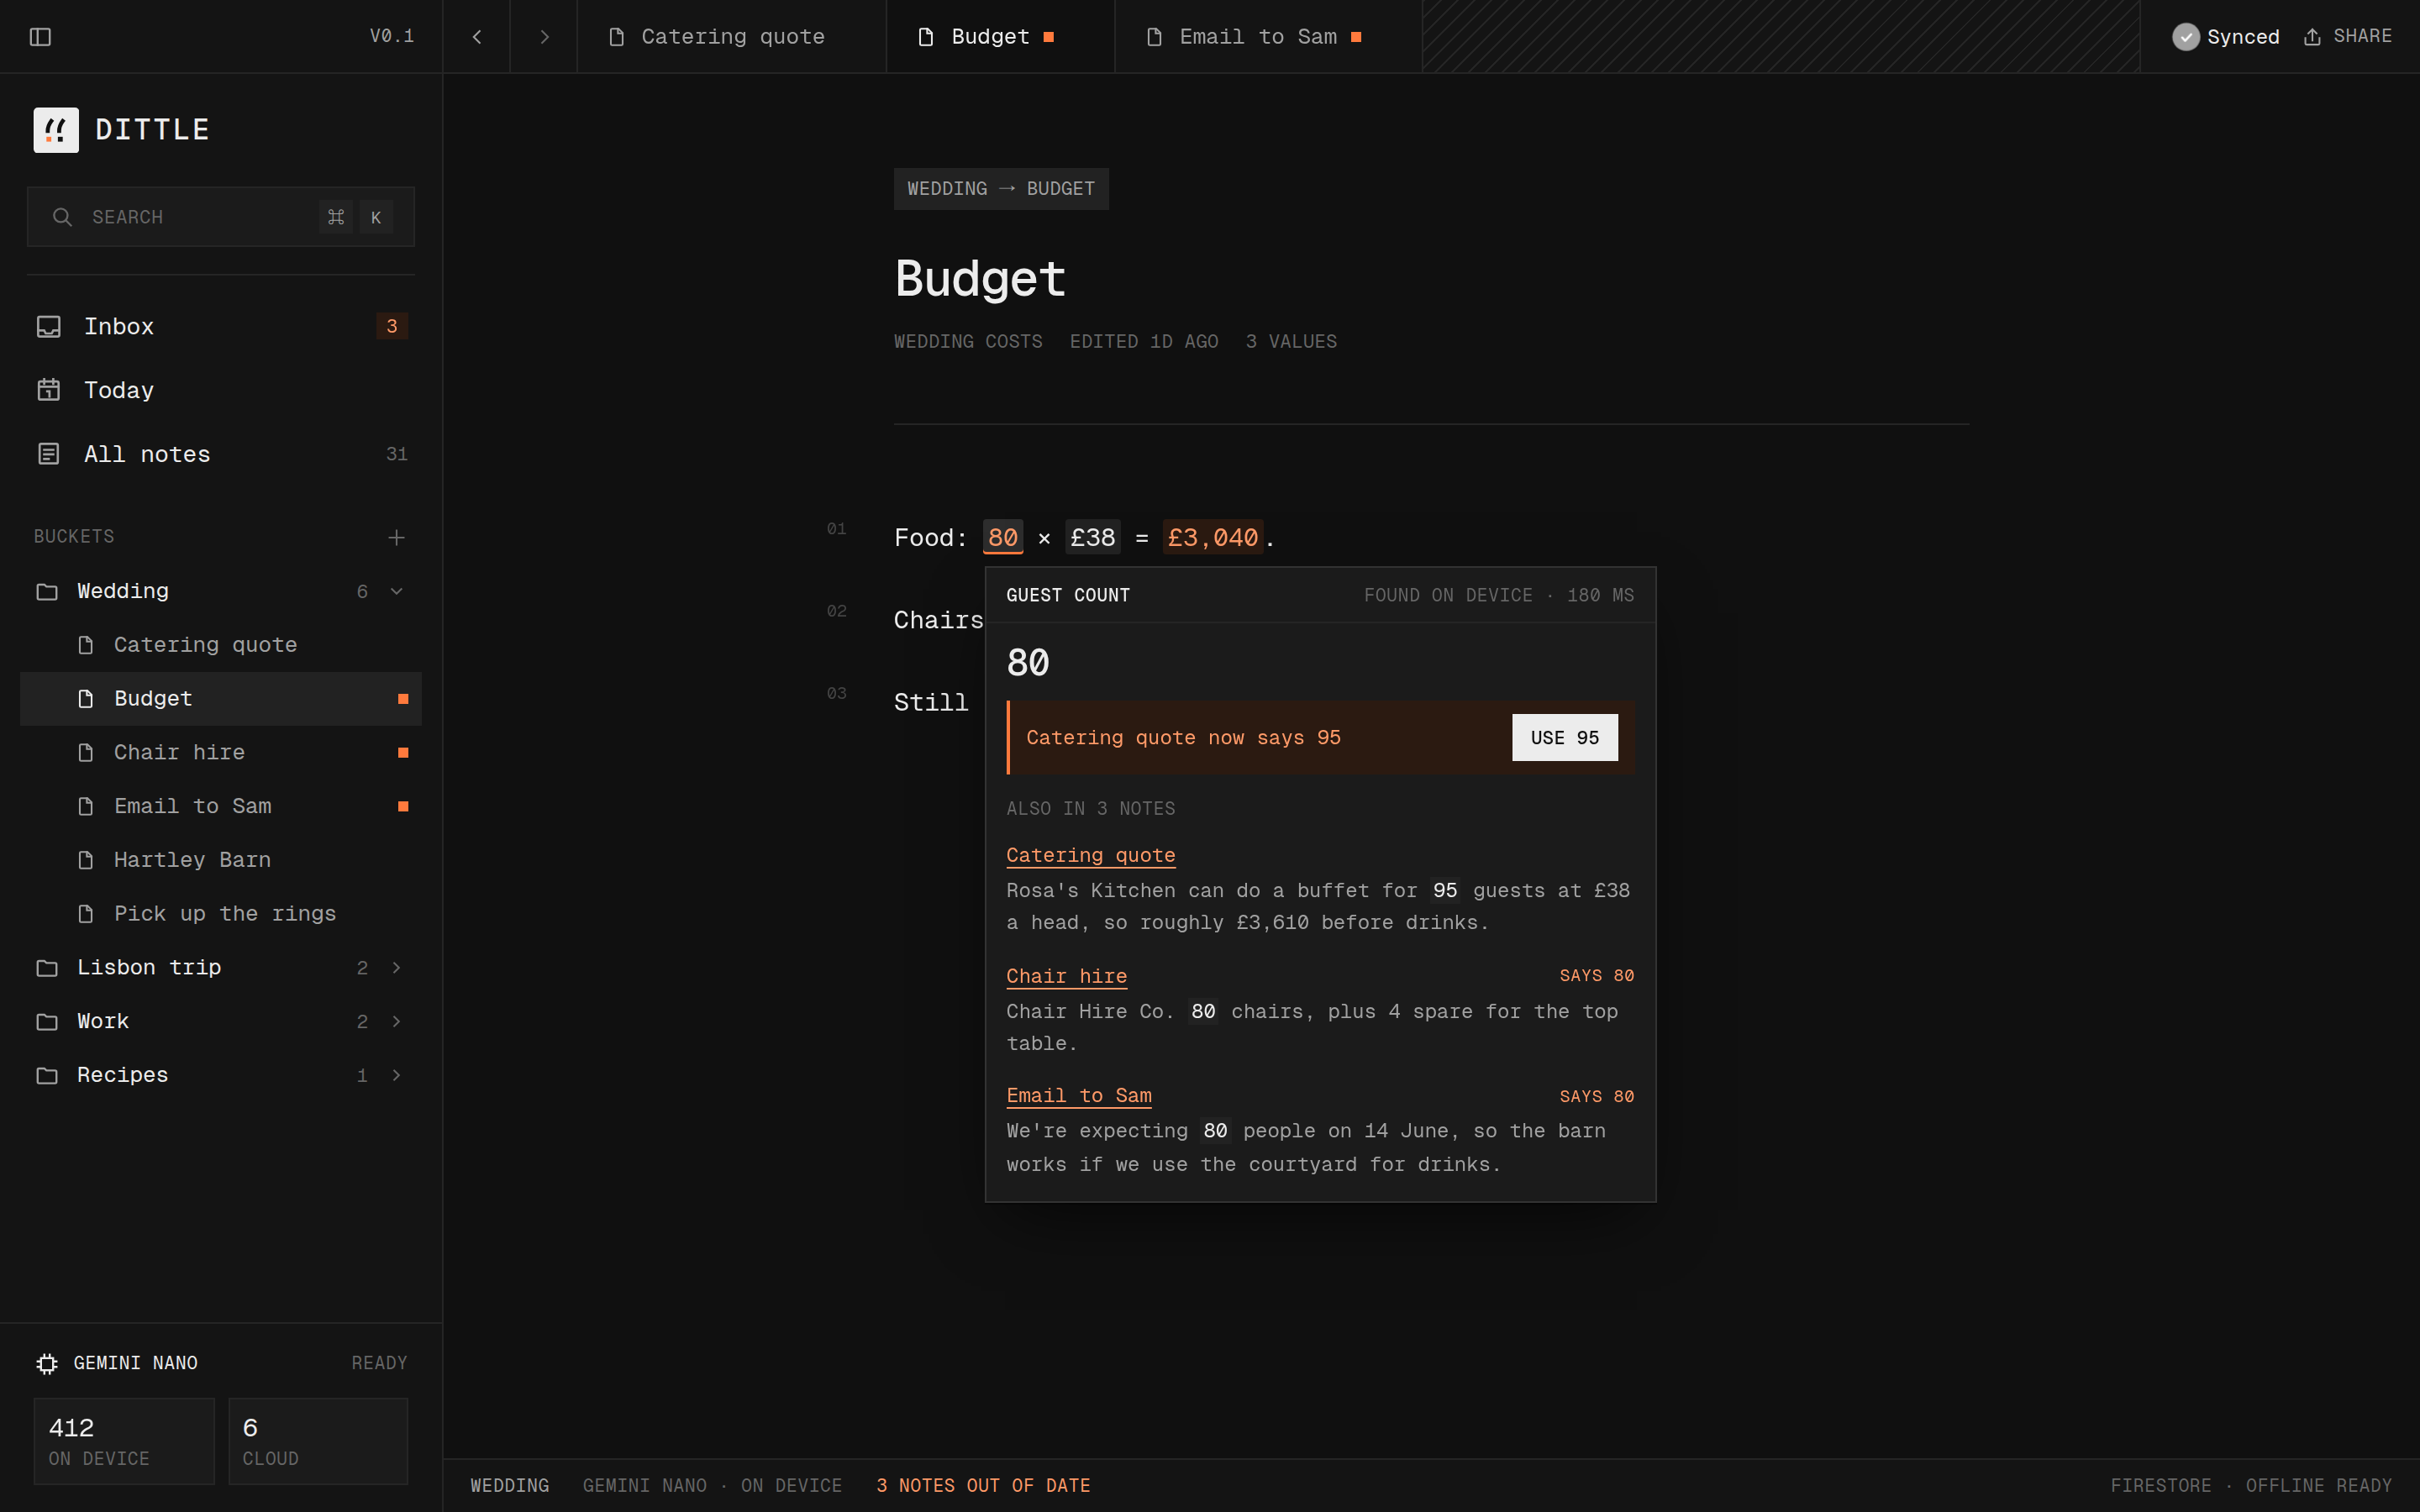 V0.1
Catering quote
Budget
Email to Sam
Synced
SHARE
DITTLE
SEARCH ⌘ K
Inbox 3
Today
All notes 31
BUCKETS
Wedding 6
Catering quote
Budget
Chair hire
Email to Sam
Hartley Barn
Pick up the rings
Lisbon trip 2
Work 2
Recipes 1
GEMINI NANO READY
412
ON DEVICE
6
CLOUD
WEDDING → BUDGET
Budget
WEDDING COSTS EDITED 1D AGO 3 VALUES
01 Food: 80 × £38 = £3,040.
02 Chairs
03 Still
GUEST COUNT FOUND ON DEVICE · 180 MS
80
Catering quote now says 95 USE 95
ALSO IN 3 NOTES
Catering quote
Rosa's Kitchen can do a buffet for 95 guests at £38
a head, so roughly £3,610 before drinks.
Chair hire SAYS 80
Chair Hire Co. 80 chairs, plus 4 spare for the top
table.
Email to Sam SAYS 80
We're expecting 80 people on 14 June, so the barn
works if we use the courtyard for drinks.
WEDDING GEMINI NANO · ON DEVICE 3 NOTES OUT OF DATE FIRESTORE · OFFLINE READY